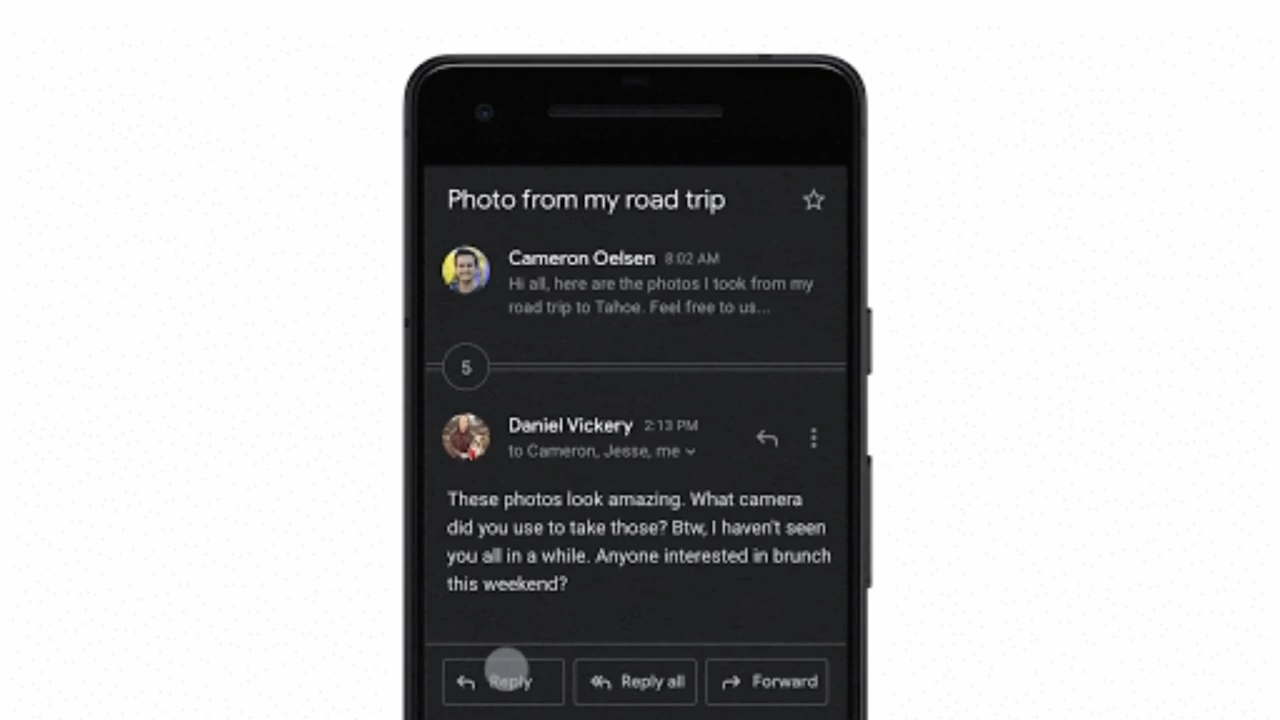 Photo from my road trip
Cameron Oelsen 8:02 AM
Hi all, here are the photos I took from my
road trip to Tahoe. Feel free to us...
5
Daniel Vickery 2:13 PM
to Cameron, Jesse, me
These photos look amazing. What camera
did you use to take those? Btw, I haven't seen
you all in a while. Anyone interested in brunch
this weekend?
Reply Reply all Forward